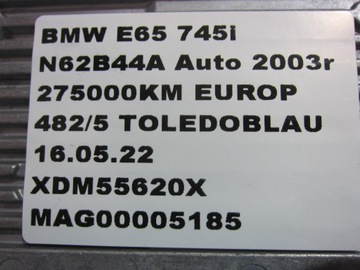 BMW E65 745i
N62B44A Auto 2003r
275000KM EUROP
482/5 TOLEDOBLAU
16.05.22
XDM55620X
MAG00005185